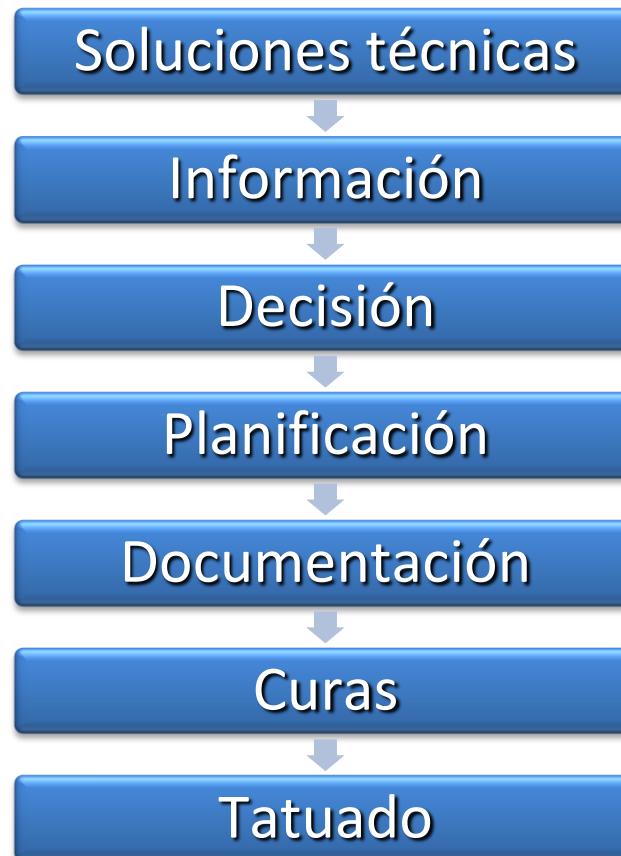 Soluciones técnicas
Información
Decisión
Planificación
Documentación
Curas
Tatuado